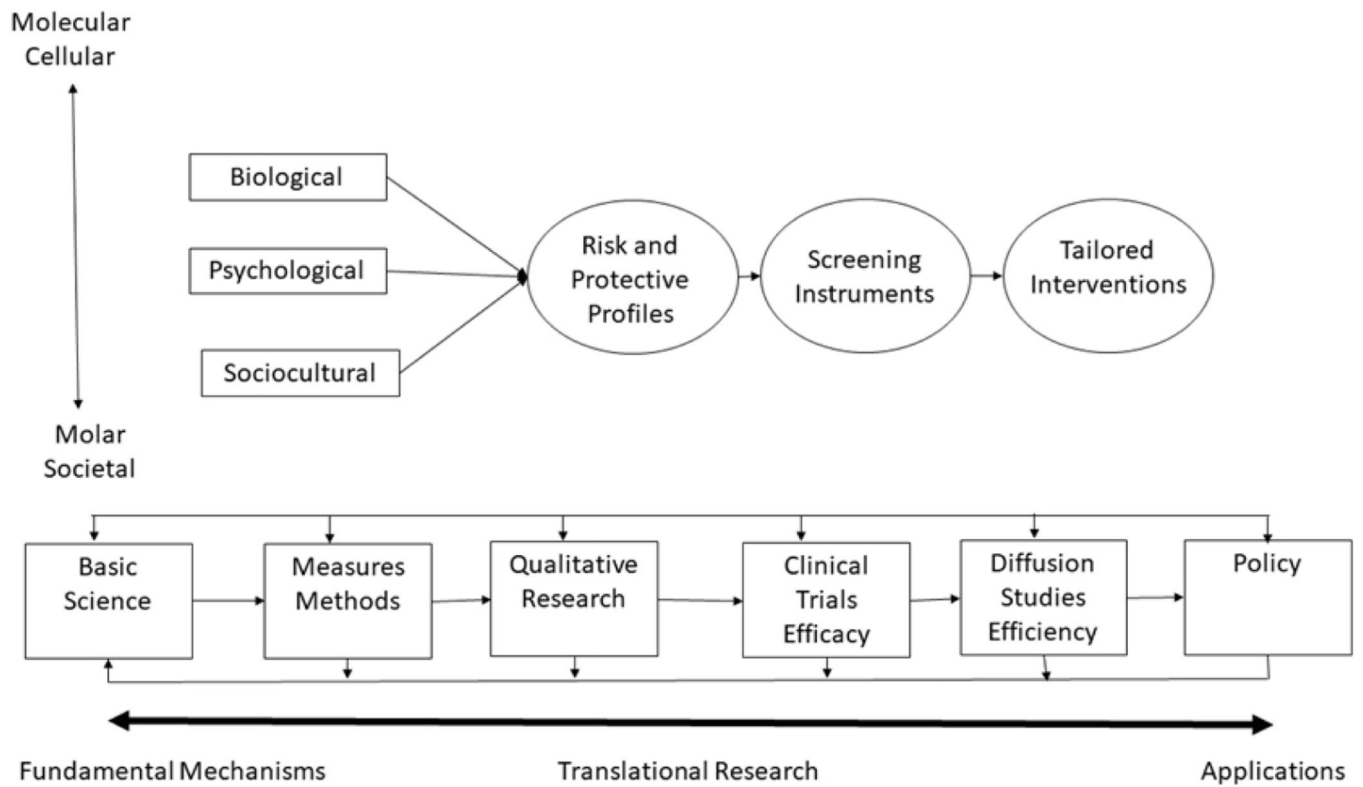 Molecular
Cellular
Biological
Psychological
Sociocultural
Risk and
Protective
Profiles
Screening
Instruments
Tailored
Interventions
Molar
Societal
Basic
Science
Measures
Methods
Qualitative
Research
Clinical
Trials
Efficacy
Diffusion
Studies
Efficiency
Policy
Fundamental Mechanisms
Translational Research
Applications